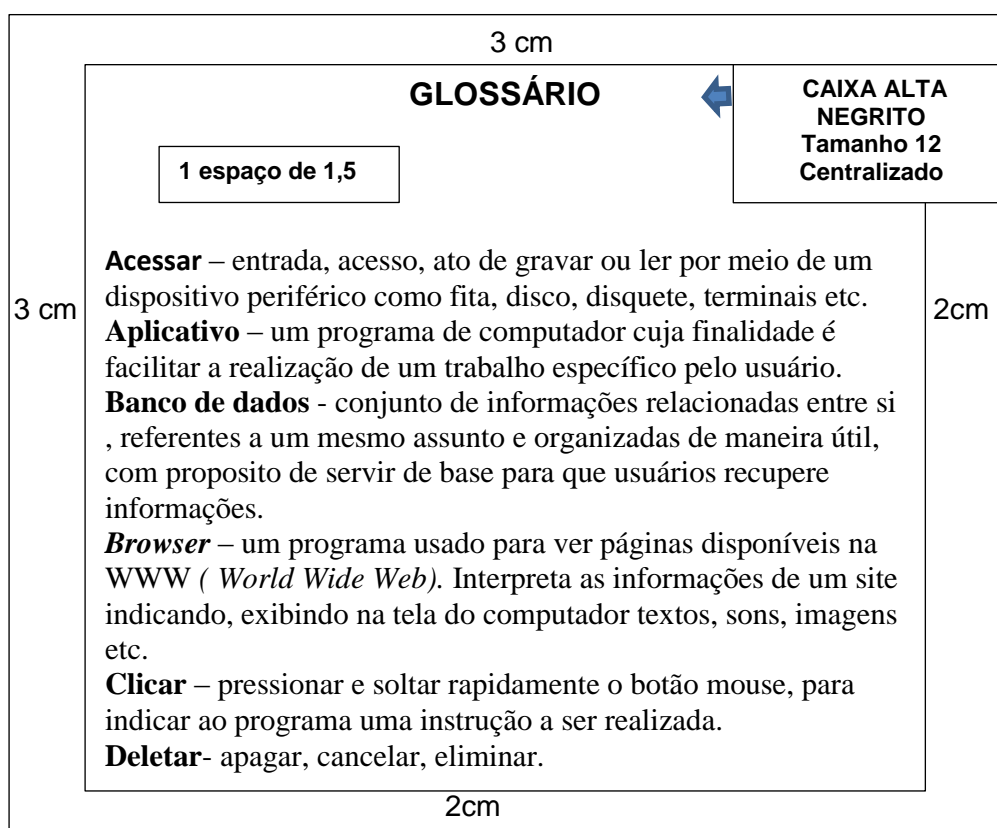 3 cm
GLOSSÁRIO
CAIXA ALTA
NEGRITO
Tamanho 12
Centralizado
1 espaço de 1,5
Acessar – entrada, acesso, ato de gravar ou ler por meio de um
dispositivo periférico como fita, disco, disquete, terminais etc.
Aplicativo – um programa de computador cuja finalidade é
facilitar a realização de um trabalho específico pelo usuário.
Banco de dados - conjunto de informações relacionadas entre si
, referentes a um mesmo assunto e organizadas de maneira útil,
com proposito de servir de base para que usuários recupere
informações.
Browser – um programa usado para ver páginas disponíveis na
WWW ( World Wide Web). Interpreta as informações de um site
indicando, exibindo na tela do computador textos, sons, imagens
etc.
Clicar – pressionar e soltar rapidamente o botão mouse, para
indicar ao programa uma instrução a ser realizada.
Deletar- apagar, cancelar, eliminar.
3 cm
2cm
2cm